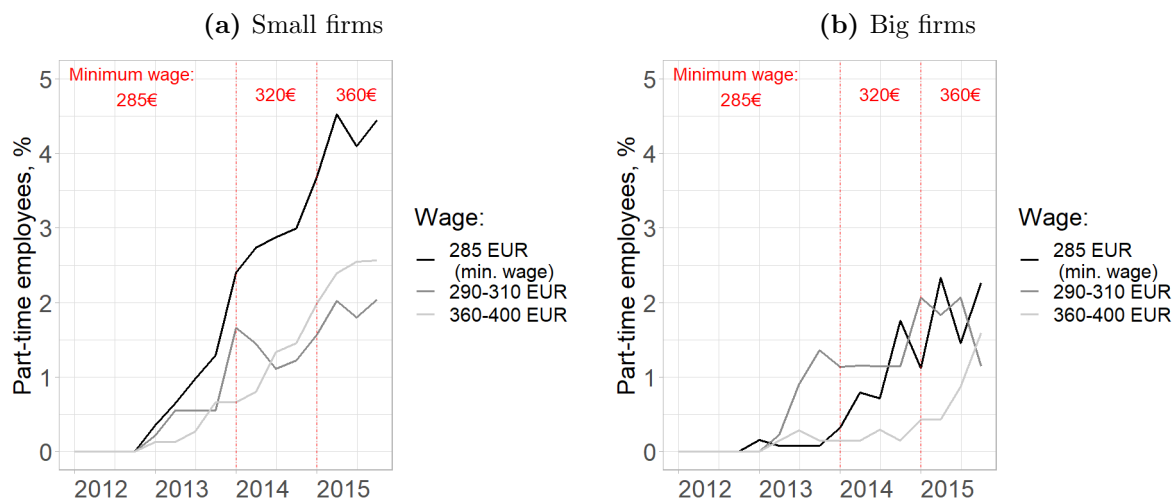 (a) Small firms
Minimum wage:
285€
320€
360€
5
4
3
2
1
0
Part-time employees, %
2012
2013
2014
2015
Wage:
285 EUR
(min. wage)
290-310 EUR
360-400 EUR
(b) Big firms
Minimum wage:
285€
320€
360€
5
4
3
2
1
0
Part-time employees, %
2012
2013
2014
2015
Wage:
285 EUR
(min. wage)
290-310 EUR
360-400 EUR